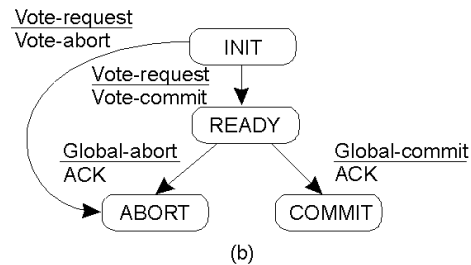 Vote-request
Vote-abort
INIT
Vote-request
Vote-commit
READY
Global-abort
ACK
Global-commit
ACK
ABORT
COMMIT
(b)